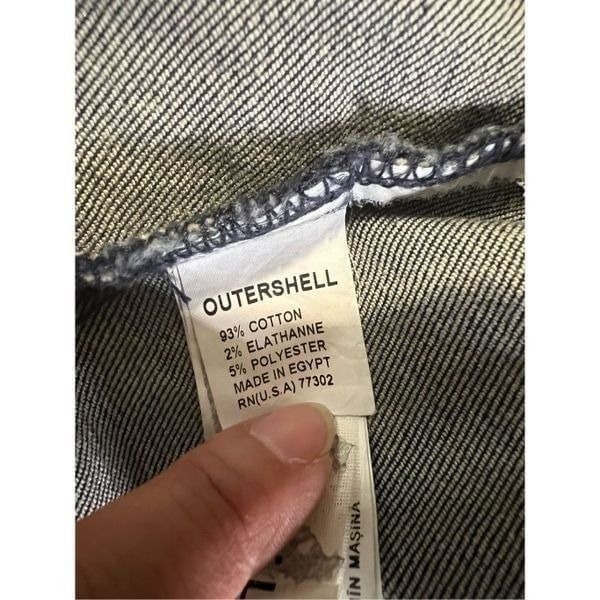 OUTERSHELL
93% COTTON
2% ELATHANNE
5% POLYESTER
MADE IN EGYPT
RN(U.S.A) 77302
İN MAŞINA